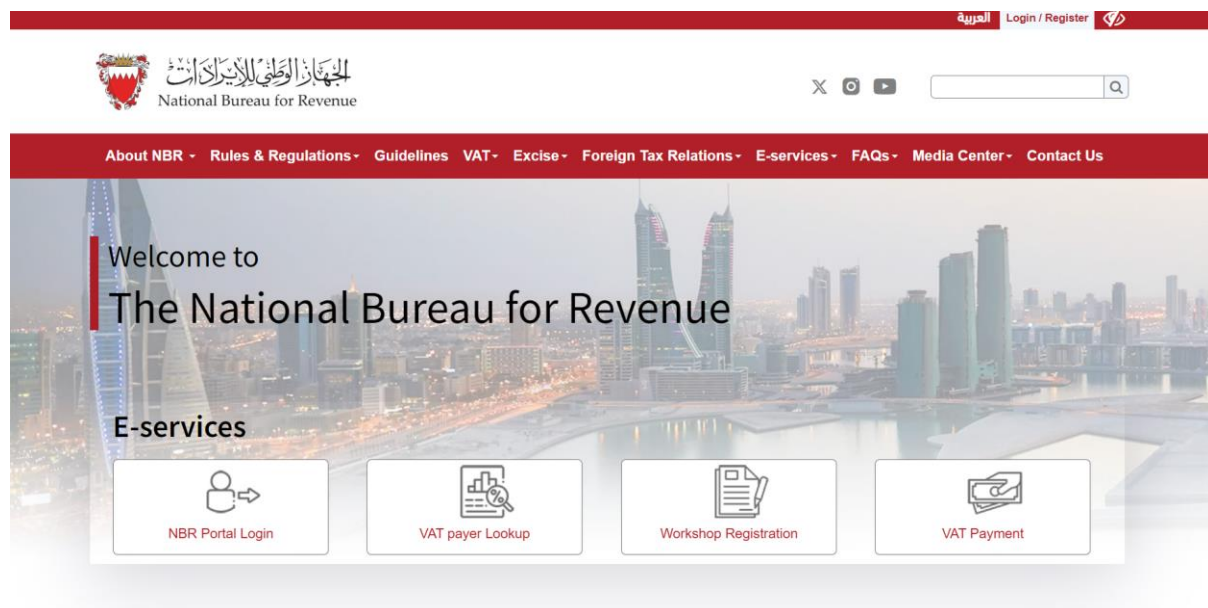 العربية
Login / Register
الجهاز الوطني للإيرادات
National Bureau for Revenue
About NBR Rules & Regulations Guidelines VAT Excise Foreign Tax Relations E-services FAQs Media Center Contact Us
Welcome to
The National Bureau for Revenue
E-services
NBR Portal Login
VAT payer Lookup
Workshop Registration
VAT Payment